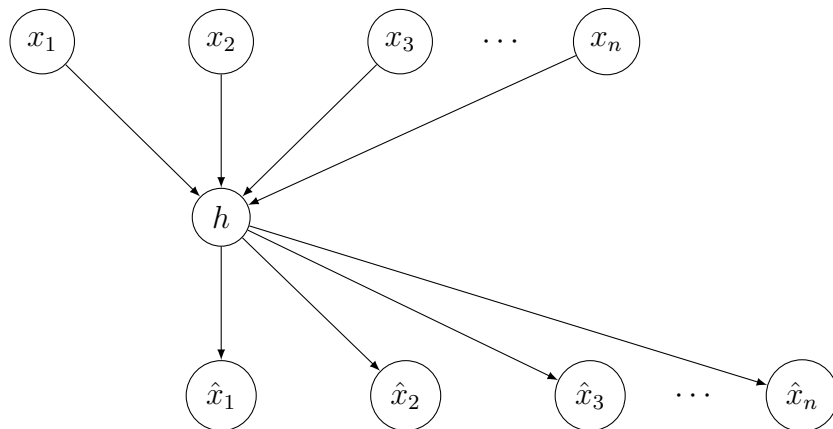 x₁ x₂ x₃ ⋯ xₙ
h
x̂₁ x̂₂ x̂₃ ⋯ x̂ₙ